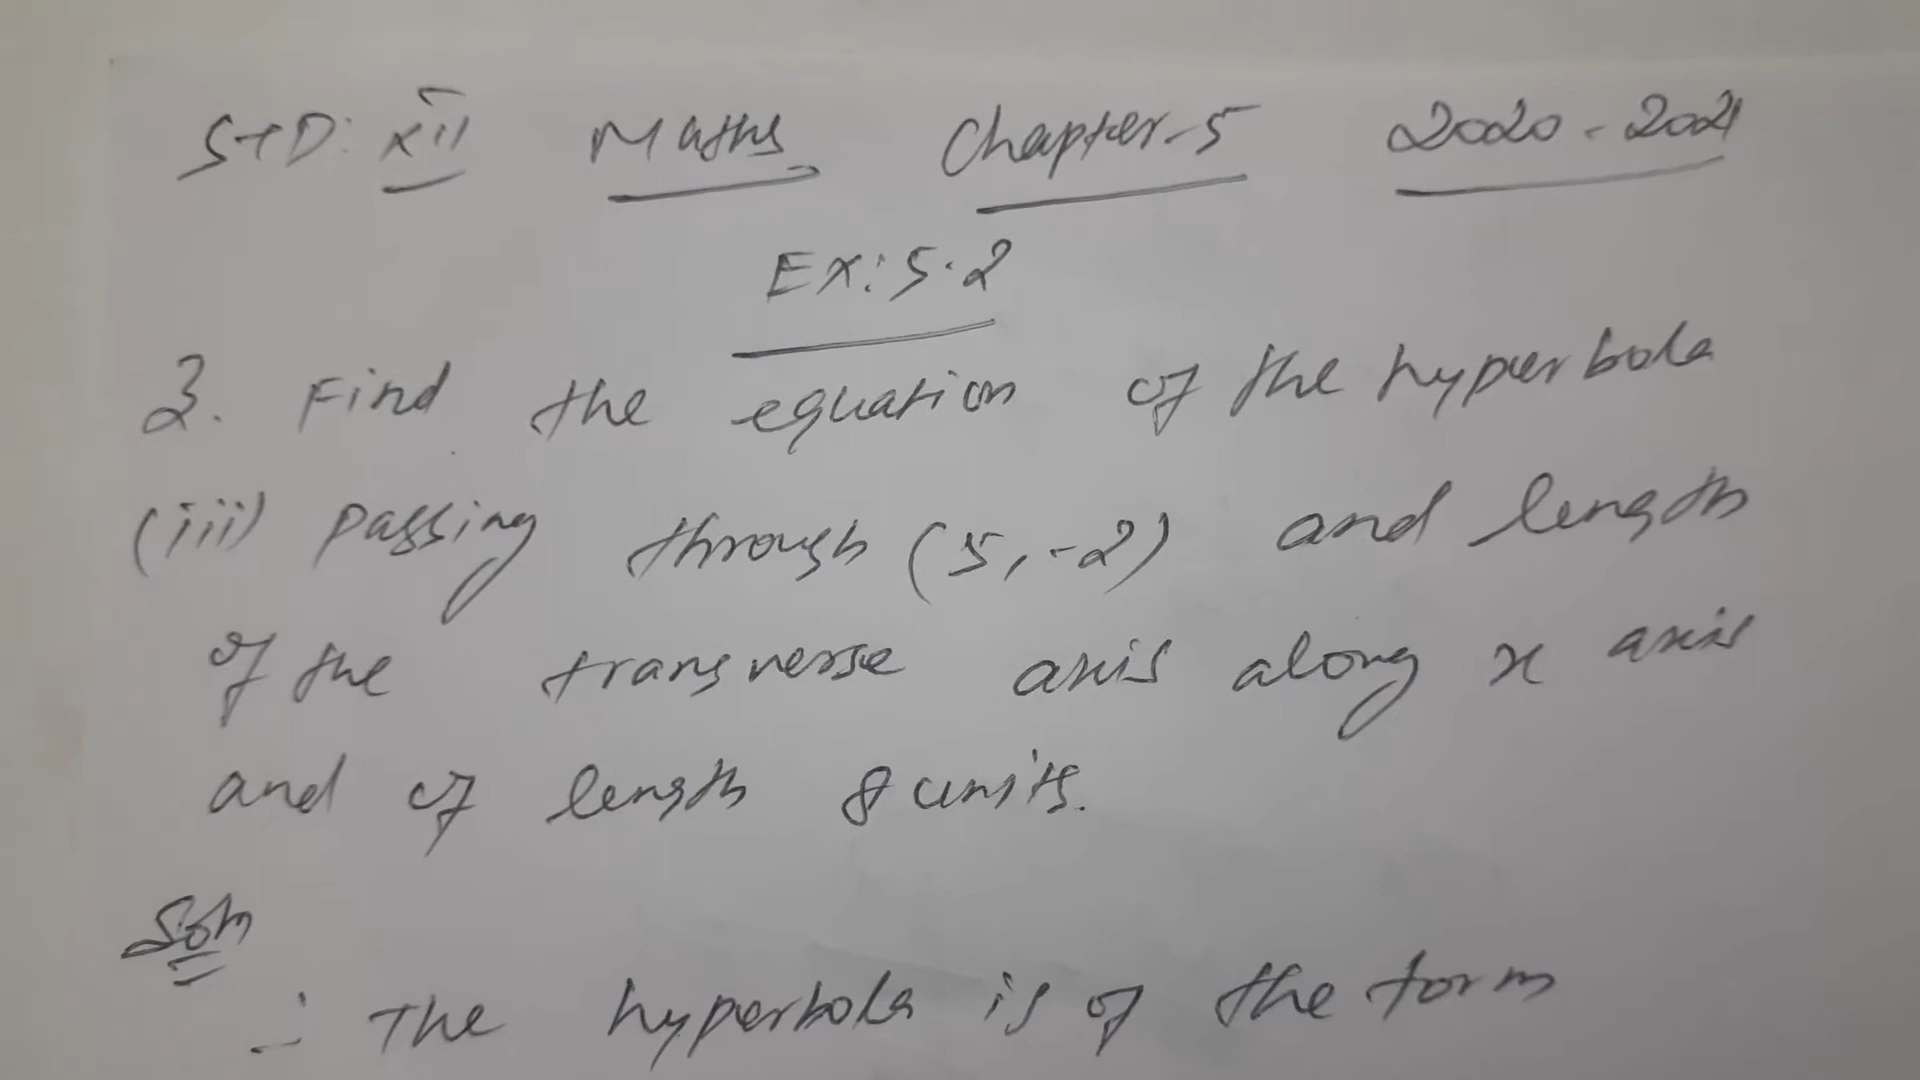 STD: XII Maths Chapter-5 2020-2021
EX: 5.2
3. Find the equation of the hyperbola
(iii) passing through (5,-2) and length
of the transverse axis along x axis
and of length 8 units.
Soln
∴ The hyperbola is of the form